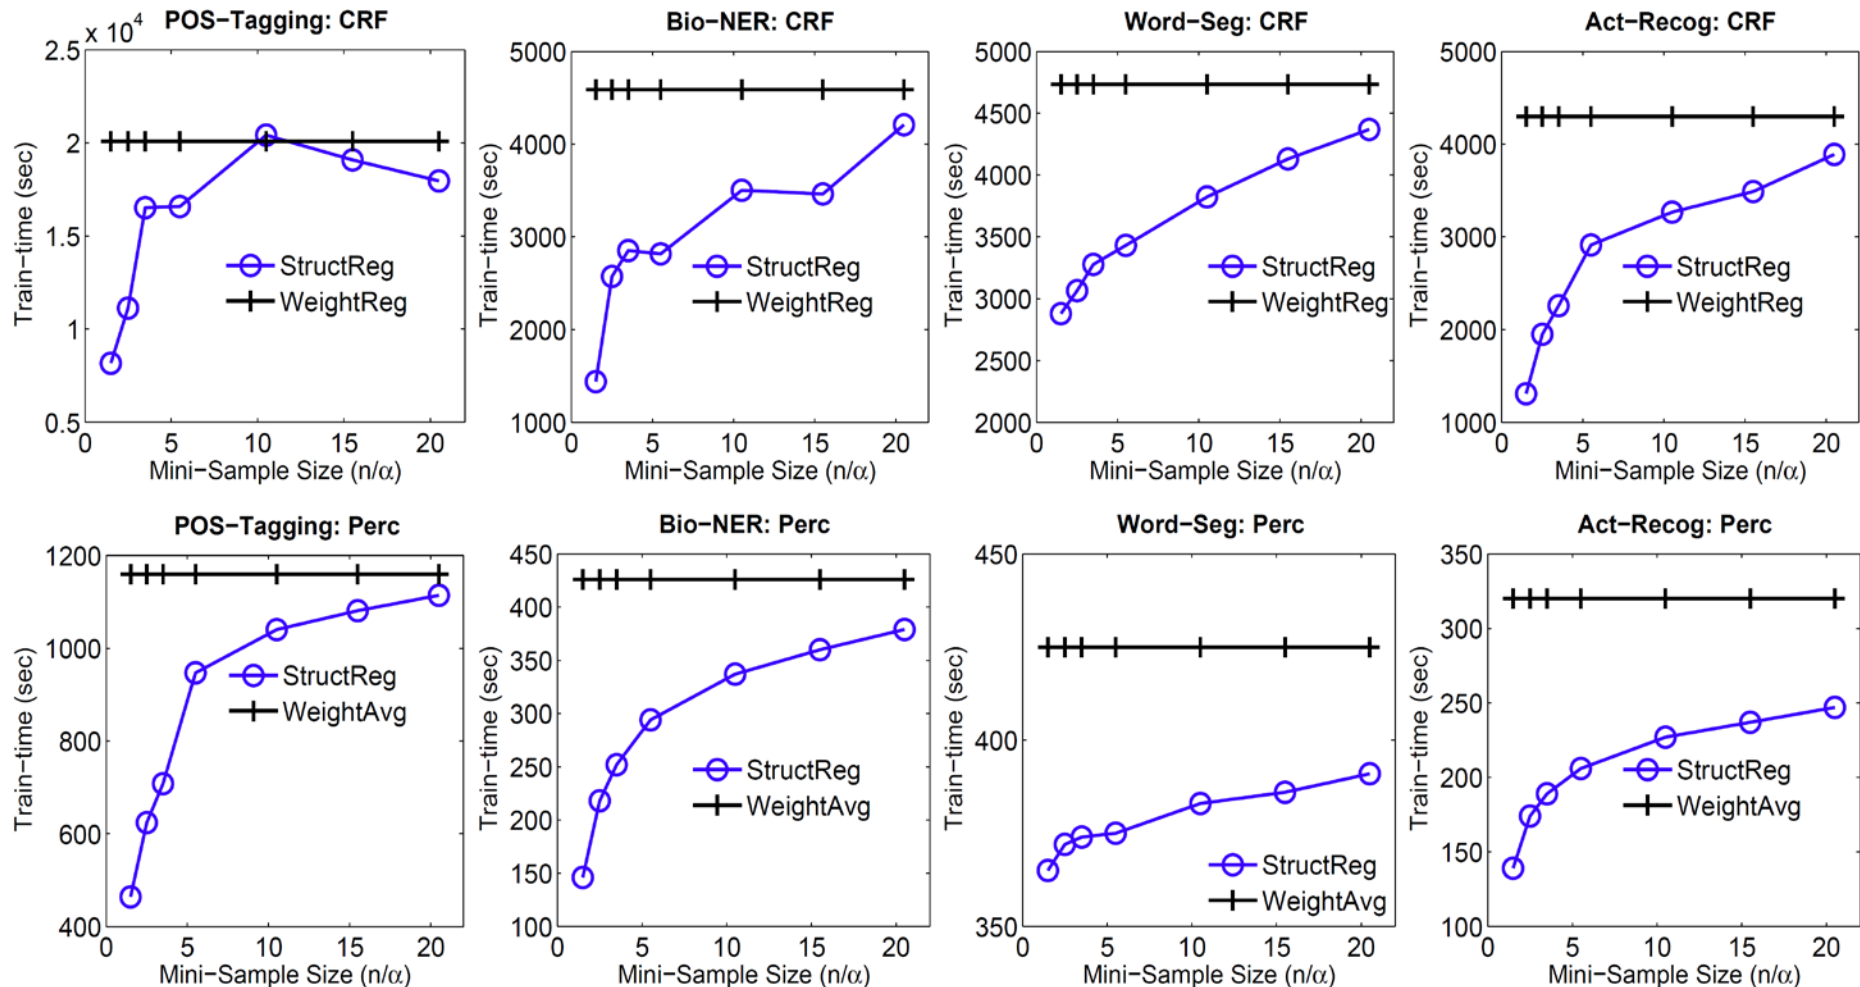 POS−Tagging: CRF
x 10⁴
2.5
2
1.5
1
0.5
0 5 10 15 20
Train−time (sec)
Mini−Sample Size (n/α)
StructReg
WeightReg
Bio−NER: CRF
5000
4000
3000
2000
1000
0 5 10 15 20
Train−time (sec)
Mini−Sample Size (n/α)
StructReg
WeightReg
Word−Seg: CRF
5000
4500
4000
3500
3000
2500
2000
0 5 10 15 20
Train−time (sec)
Mini−Sample Size (n/α)
StructReg
WeightReg
Act−Recog: CRF
5000
4000
3000
2000
1000
0 5 10 15 20
Train−time (sec)
Mini−Sample Size (n/α)
StructReg
WeightReg
POS−Tagging: Perc
1200
1000
800
600
400
0 5 10 15 20
Train−time (sec)
Mini−Sample Size (n/α)
StructReg
WeightAvg
Bio−NER: Perc
450
400
350
300
250
200
150
100
0 5 10 15 20
Train−time (sec)
Mini−Sample Size (n/α)
StructReg
WeightAvg
Word−Seg: Perc
450
400
350
0 5 10 15 20
Train−time (sec)
Mini−Sample Size (n/α)
StructReg
WeightAvg
Act−Recog: Perc
350
300
250
200
150
100
0 5 10 15 20
Train−time (sec)
Mini−Sample Size (n/α)
StructReg
WeightAvg